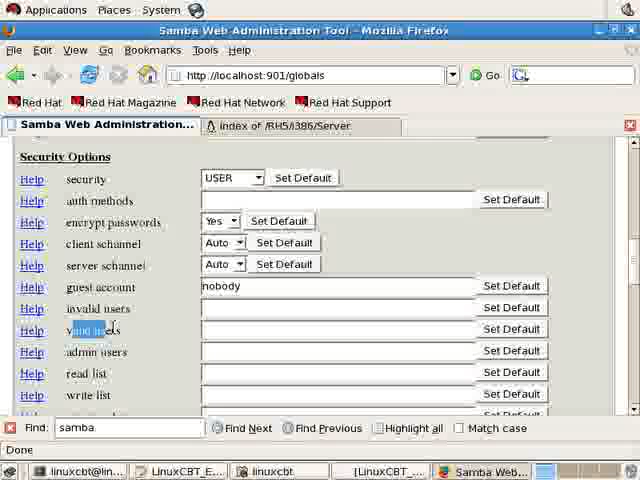 Applications Places System
Samba Web Administration Tool - Mozilla Firefox
File Edit View Go Bookmarks Tools Help
http://localhost:901/globals Go
Red Hat Red Hat Magazine Red Hat Network Red Hat Support
Samba Web Administration... Index of /RH5/i386/Server
Security Options
Help security USER Set Default
Help auth methods Set Default
Help encrypt passwords Yes Set Default
Help client schannel Auto Set Default
Help server schannel Auto Set Default
Help guest account nobody Set Default
Help invalid users Set Default
Help valid users Set Default
Help admin users Set Default
Help read list Set Default
Help write list Set Default
Find: samba Find Next Find Previous Highlight all Match case
Done
linuxcbt@lin... LinuxCBT_E... linuxcbt [LinuxCBT_... Samba Web...